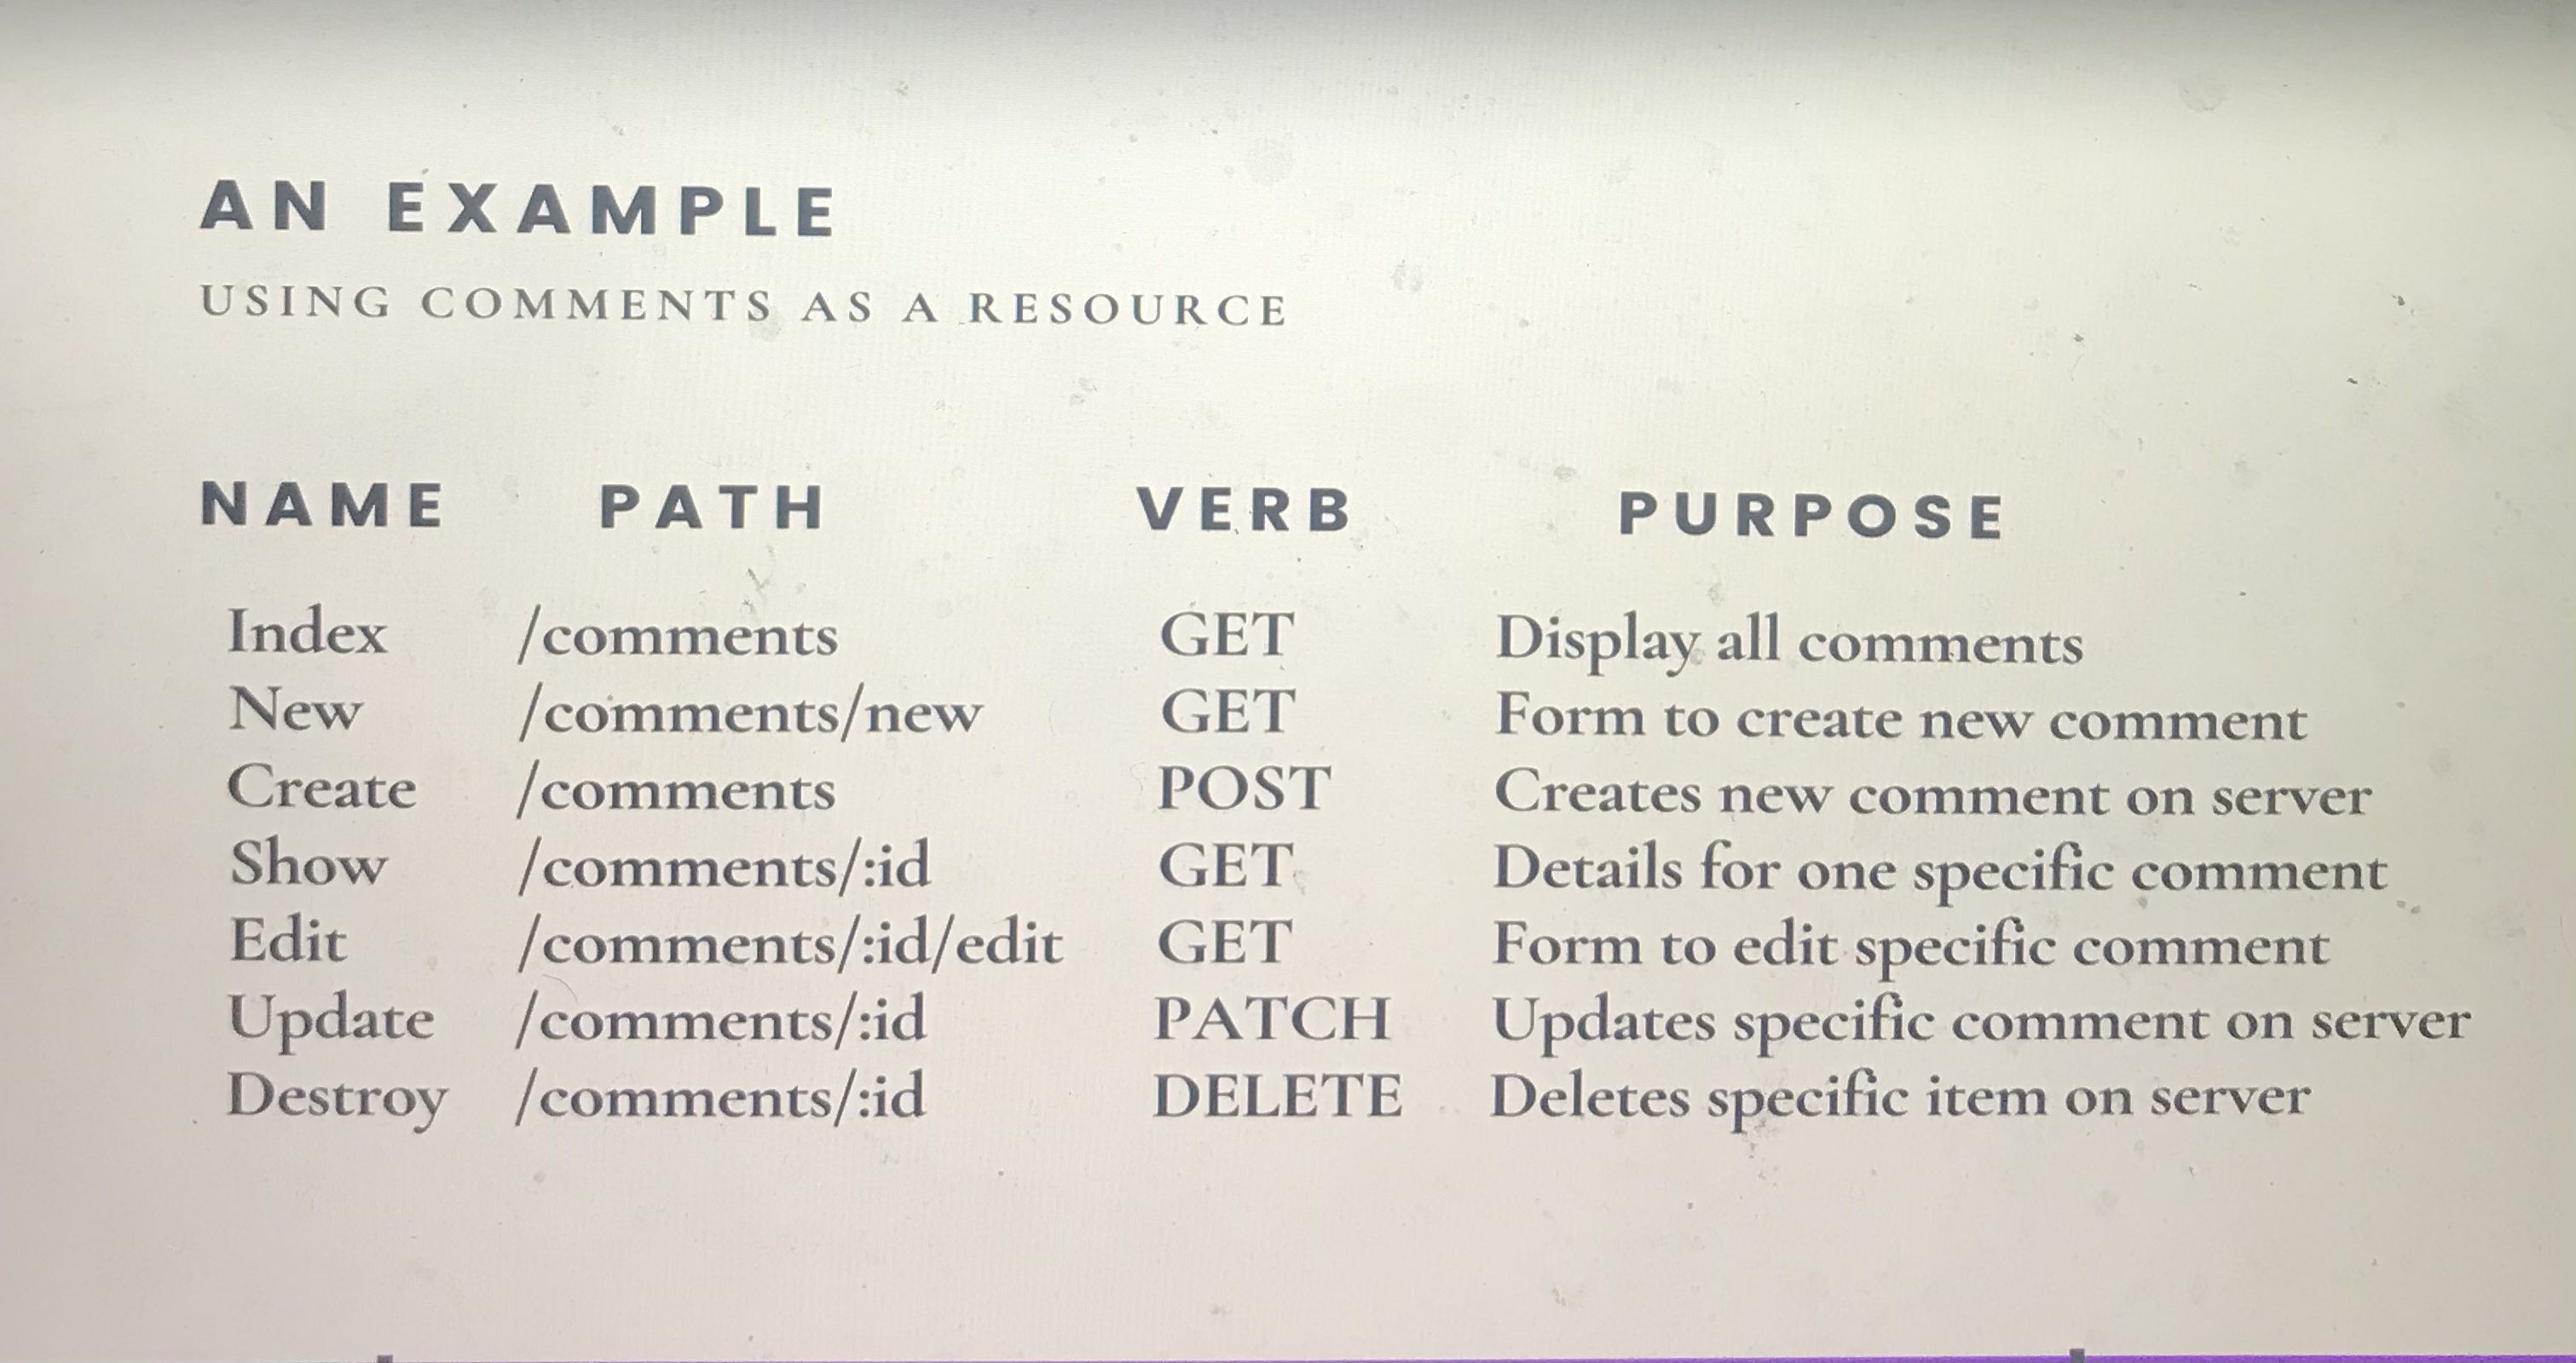 AN EXAMPLE
USING COMMENTS AS A RESOURCE
NAME PATH VERB PURPOSE
Index /comments GET Display all comments
New /comments/new GET Form to create new comment
Create /comments POST Creates new comment on server
Show /comments/:id GET Details for one specific comment
Edit /comments/:id/edit GET Form to edit specific comment
Update /comments/:id PATCH Updates specific comment on server
Destroy /comments/:id DELETE Deletes specific item on server